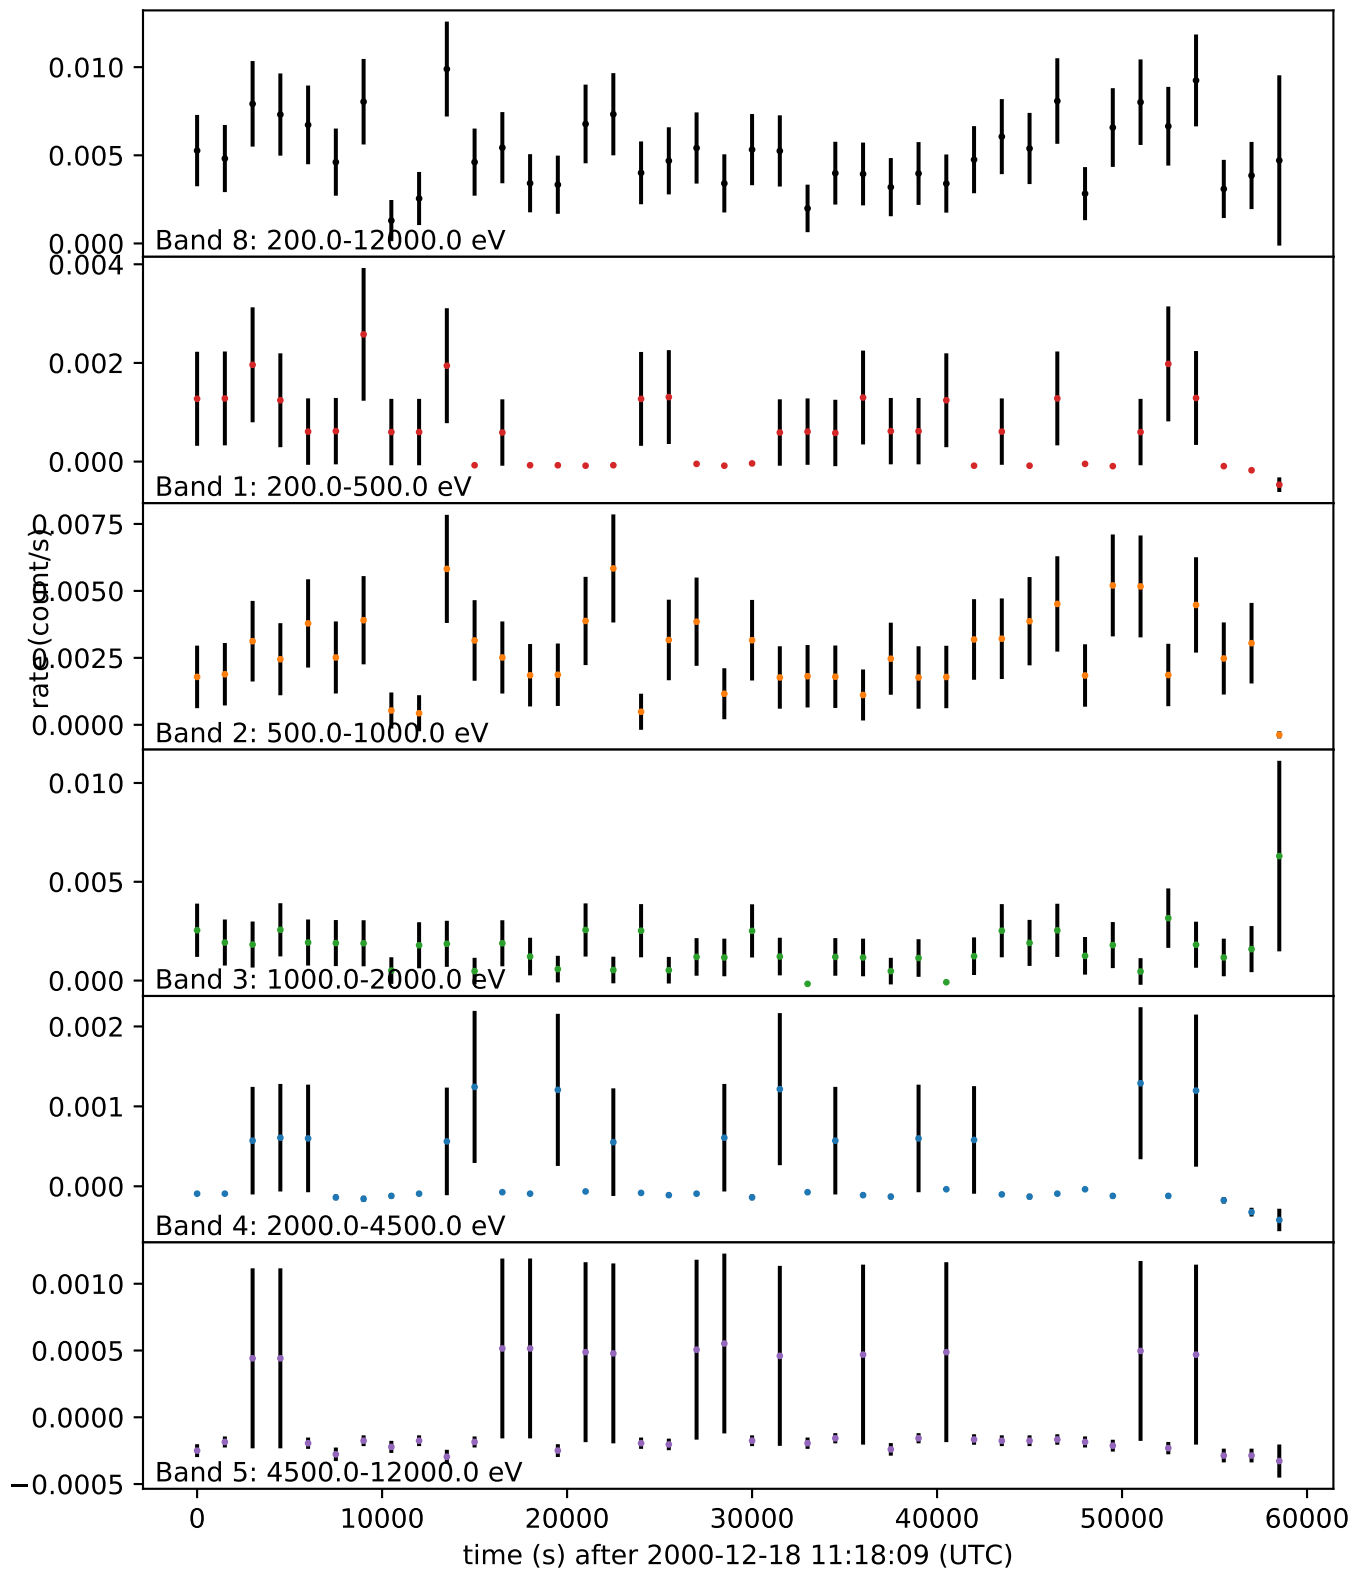 0.010
0.005
0.000
Band 8: 200.0-12000.0 eV
0.004
0.002
0.000
Band 1: 200.0-500.0 eV
rate (count/s)
0.0075
0.0050
0.0025
0.0000
Band 2: 500.0-1000.0 eV
0.010
0.005
0.000
Band 3: 1000.0-2000.0 eV
0.002
0.001
0.000
Band 4: 2000.0-4500.0 eV
0.0010
0.0005
0.0000
−0.0005
Band 5: 4500.0-12000.0 eV
0 10000 20000 30000 40000 50000 60000
time (s) after 2000-12-18 11:18:09 (UTC)